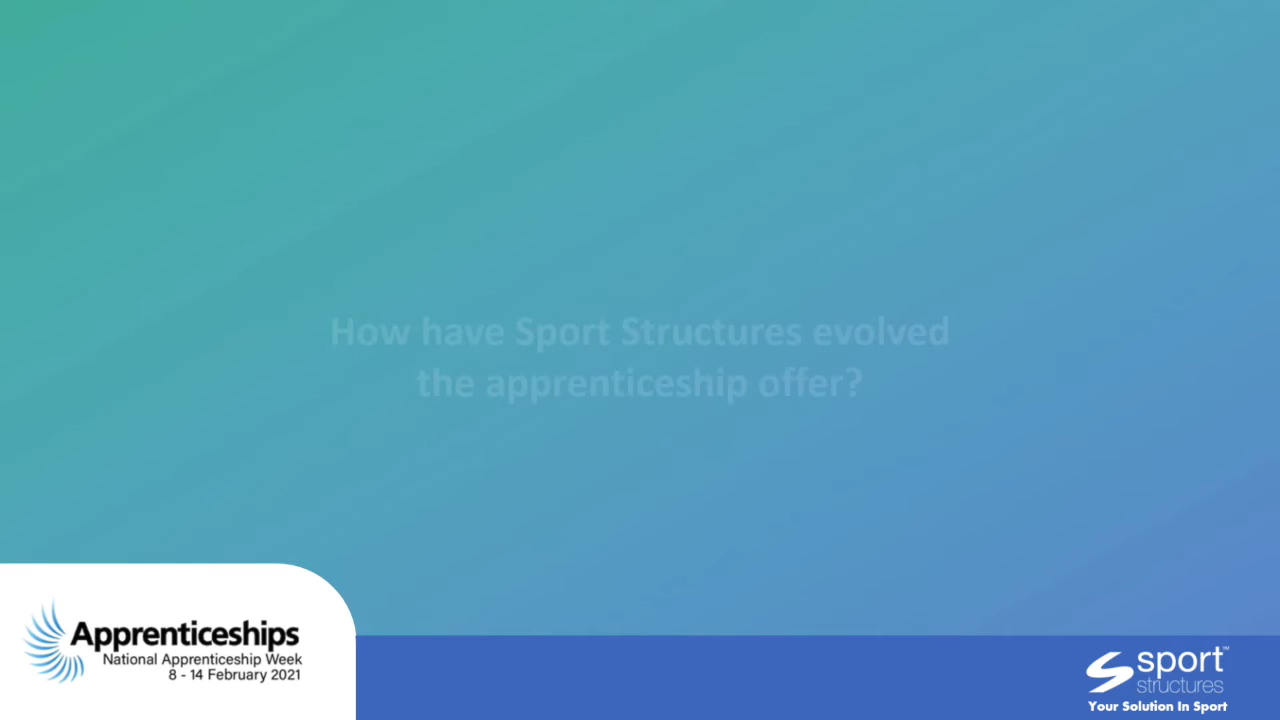 How have Sport Structures evolved
the apprenticeship offer?
Apprenticeships
National Apprenticeship Week
8 - 14 February 2021
sport™
structures
Your Solution In Sport